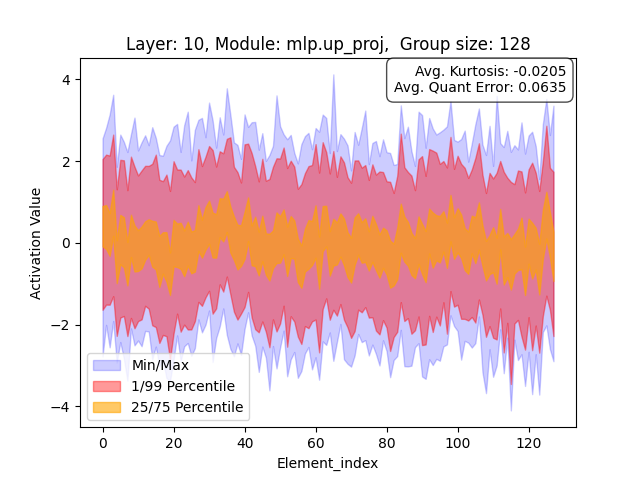 Layer: 10, Module: mlp.up_proj,  Group size: 128
Avg. Kurtosis: -0.0205
Avg. Quant Error: 0.0635
4
2
0
−2
−4
Activation Value
Min/Max
1/99 Percentile
25/75 Percentile
0 20 40 60 80 100 120
Element_index